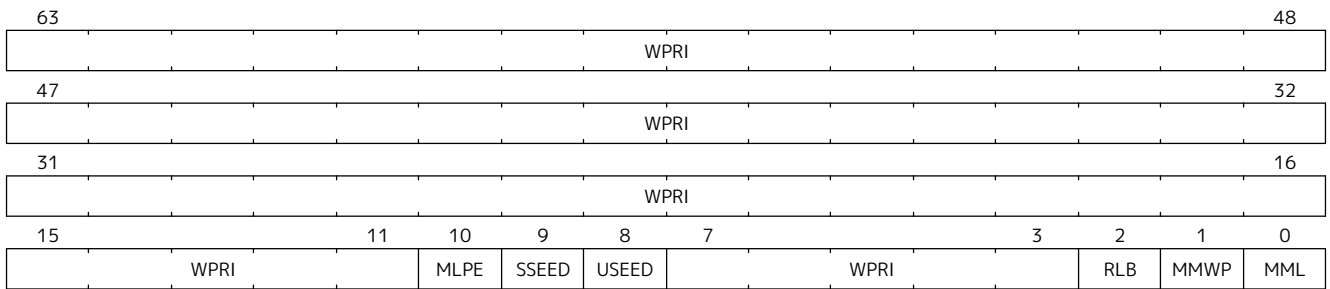 63 48
WPRI
47 32
WPRI
31 16
WPRI
15 11 10 9 8 7 3 2 1 0
WPRI MLPE SSEED USEED WPRI RLB MMWP MML